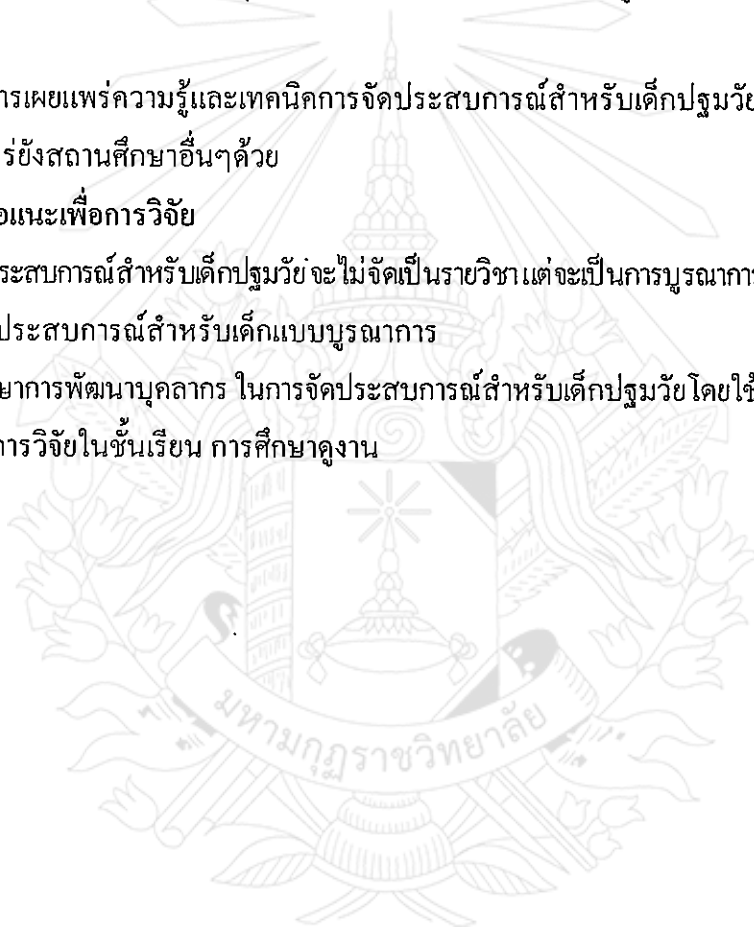 ารเผยแพร่ความรู้และเทคนิคการจัดประสบการณ์สำหรับเด็กปฐมวัย
ร่ยังสถานศึกษาอื่นๆด้วย
อแนะเพื่อการวิจัย
ระสบการณ์สำหรับเด็กปฐมวัย จะไม่จัดเป็นรายวิชา แต่จะเป็นการบูรณาการ
ประสบการณ์สำหรับเด็กแบบบูรณาการ
ษาการพัฒนาบุคลากร ในการจัดประสบการณ์สำหรับเด็กปฐมวัย โดยใช้
การวิจัยในชั้นเรียน การศึกษาดูงาน
มหามกุฏราชวิทยาลัย